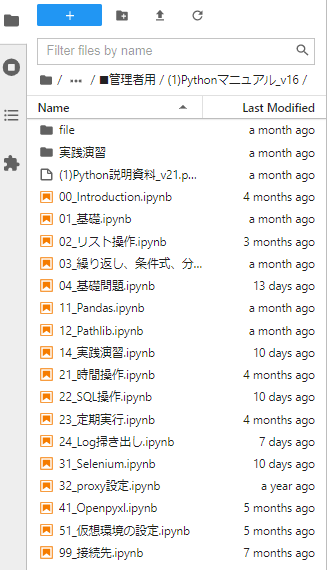 +
Filter files by name
/ ... / ■管理者用 / (1)Pythonマニュアル_v16 /
Name Last Modified
file a month ago
実践演習 a month ago
(1)Python説明資料_v21.p... a month ago
00_Introduction.ipynb 4 months ago
01_基礎.ipynb a month ago
02_リスト操作.ipynb 3 months ago
03_繰り返し、条件式、分... a month ago
04_基礎問題.ipynb 13 days ago
11_Pandas.ipynb a month ago
12_Pathlib.ipynb a month ago
14_実践演習.ipynb 10 days ago
21_時間操作.ipynb 4 months ago
22_SQL操作.ipynb 10 days ago
23_定期実行.ipynb 4 months ago
24_Log掃き出し.ipynb 7 days ago
31_Selenium.ipynb 10 days ago
32_proxy設定.ipynb a year ago
41_Openpyxl.ipynb 5 months ago
51_仮想環境の設定.ipynb 5 months ago
99_接続先.ipynb 7 months ago